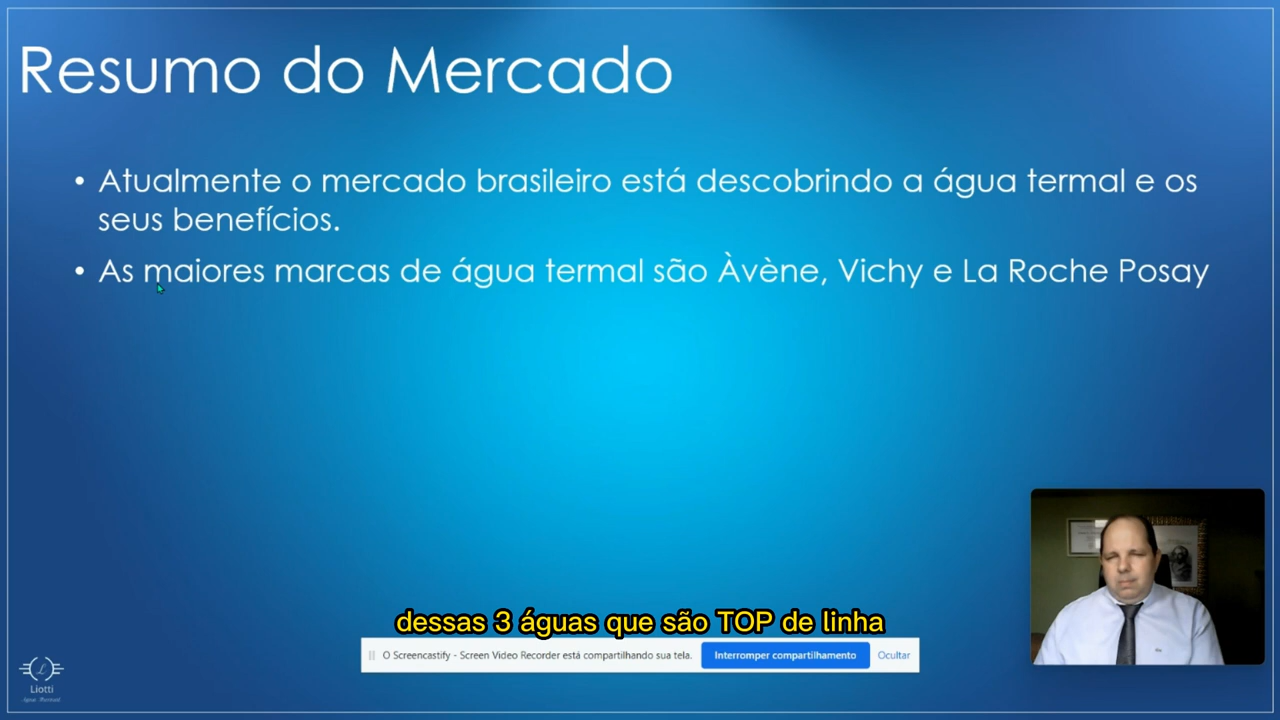 Resumo do Mercado
• Atualmente o mercado brasileiro está descobrindo a água termal e os
seus benefícios.
• As maiores marcas de água termal são Àvène, Vichy e La Roche Posay
dessas 3 águas que são TOP de linha
O Screencastify - Screen Video Recorder está compartilhando sua tela. Interromper compartilhamento Ocultar
Liotti